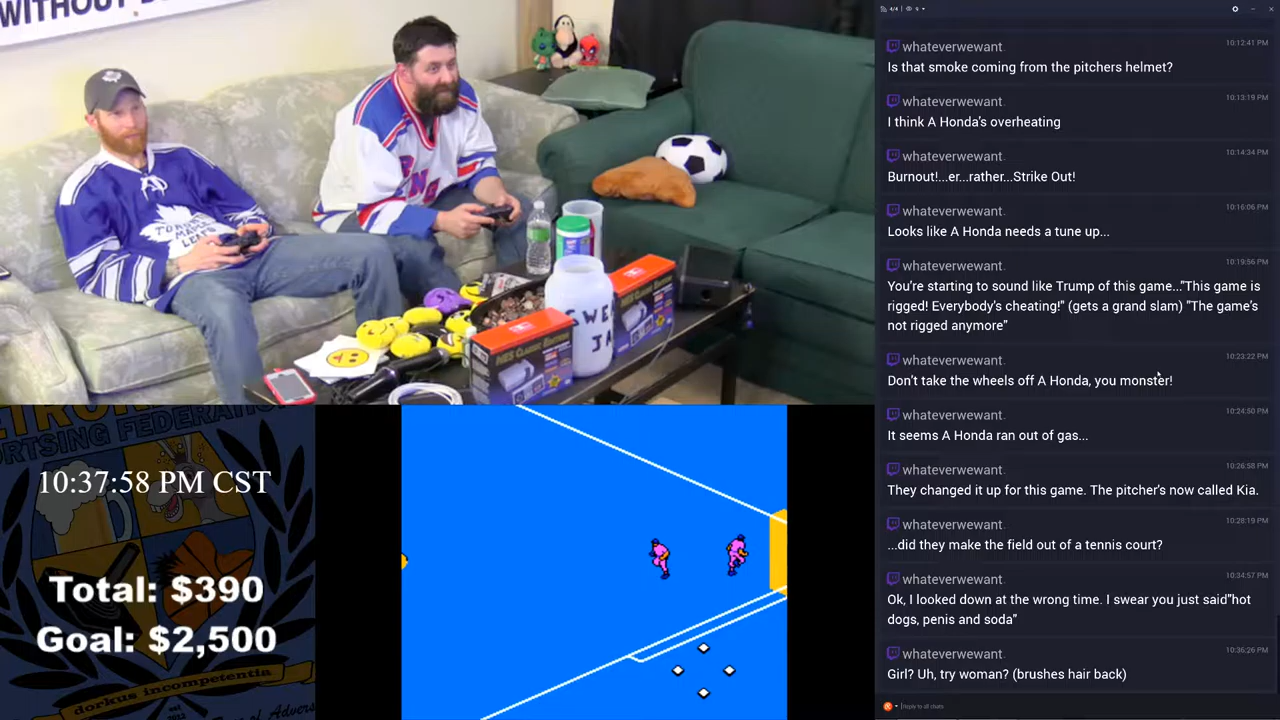 WITHOUT
4/4
5
whateverwewant
10:12:41 PM
Is that smoke coming from the pitchers helmet?
whateverwewant
10:13:19 PM
I think A Honda's overheating
whateverwewant
10:14:34 PM
Burnout!...er...rather...Strike Out!
whateverwewant
10:16:06 PM
Looks like A Honda needs a tune up...
whateverwewant
10:19:56 PM
You're starting to sound like Trump of this game..."This game is
rigged! Everybody's cheating!" (gets a grand slam) "The game's
not rigged anymore"
whateverwewant
10:23:22 PM
Don't take the wheels off A Honda, you monster!
whateverwewant
10:24:50 PM
It seems A Honda ran out of gas...
whateverwewant
10:26:58 PM
They changed it up for this game. The pitcher's now called Kia.
whateverwewant
10:28:19 PM
...did they make the field out of a tennis court?
whateverwewant
10:34:57 PM
Ok, I looked down at the wrong time. I swear you just said"hot
dogs, penis and soda"
whateverwewant
10:36:26 PM
Girl? Uh, try woman? (brushes hair back)
Reply to all chats
TORONTO
MAPLE
LEAFS
SWE
JA
NES CLASSIC EDITION
10:37:58 PM CST
Total: $390
Goal: $2,500
dorkus incompetentia